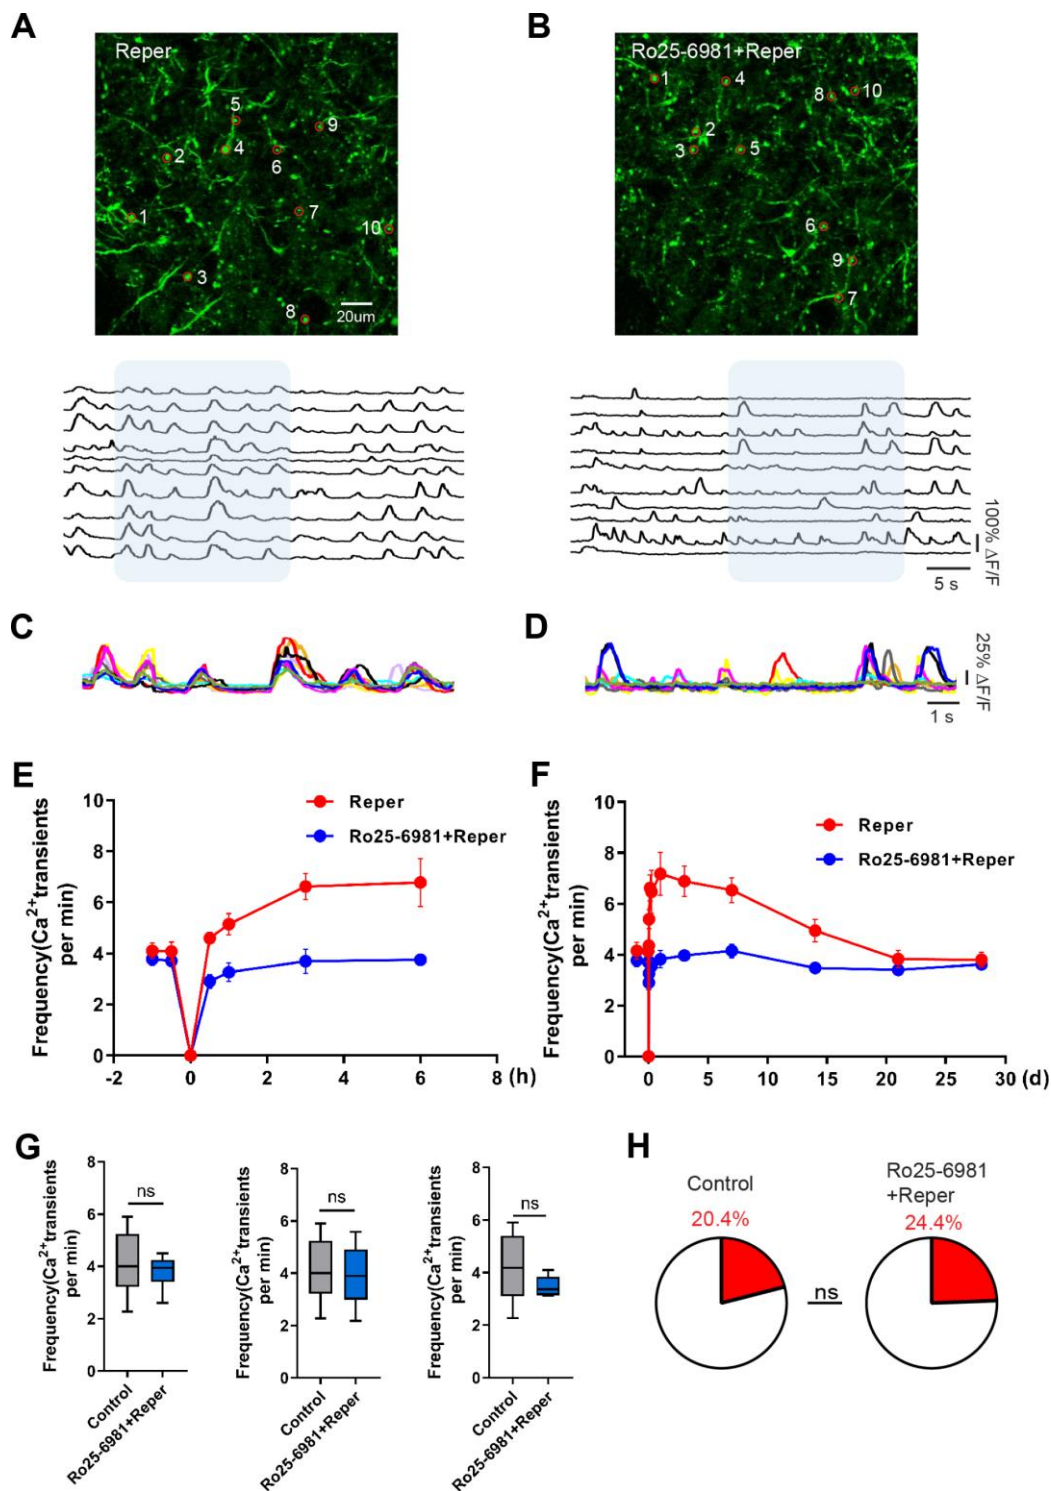 A
B
Reper
Ro25-6981+Reper
1
2
3
4
5
6
7
8
9
10
20um
1
2
3
4
5
6
7
8
9
10
100% ΔF/F
5 s
C
D
25% ΔF/F
1 s
E
F
Frequency(Ca2+transients
per min)
10
8
6
4
2
0
-2
0
2
4
6
8
(h)
Reper
Ro25-6981+Reper
Frequency(Ca2+transients
per min)
10
8
6
4
2
0
0
5
10
15
20
25
30
(d)
Reper
Ro25-6981+Reper
G
H
Frequency(Ca2+transients
per min)
8
6
4
2
0
ns
Control
Ro25-6981+Reper
Frequency(Ca2+transients
per min)
8
6
4
2
0
ns
Control
Ro25-6981+Reper
Frequency(Ca2+transients
per min)
8
6
4
2
0
ns
Control
Ro25-6981+Reper
Control
20.4%
ns
Ro25-6981
+Reper
24.4%